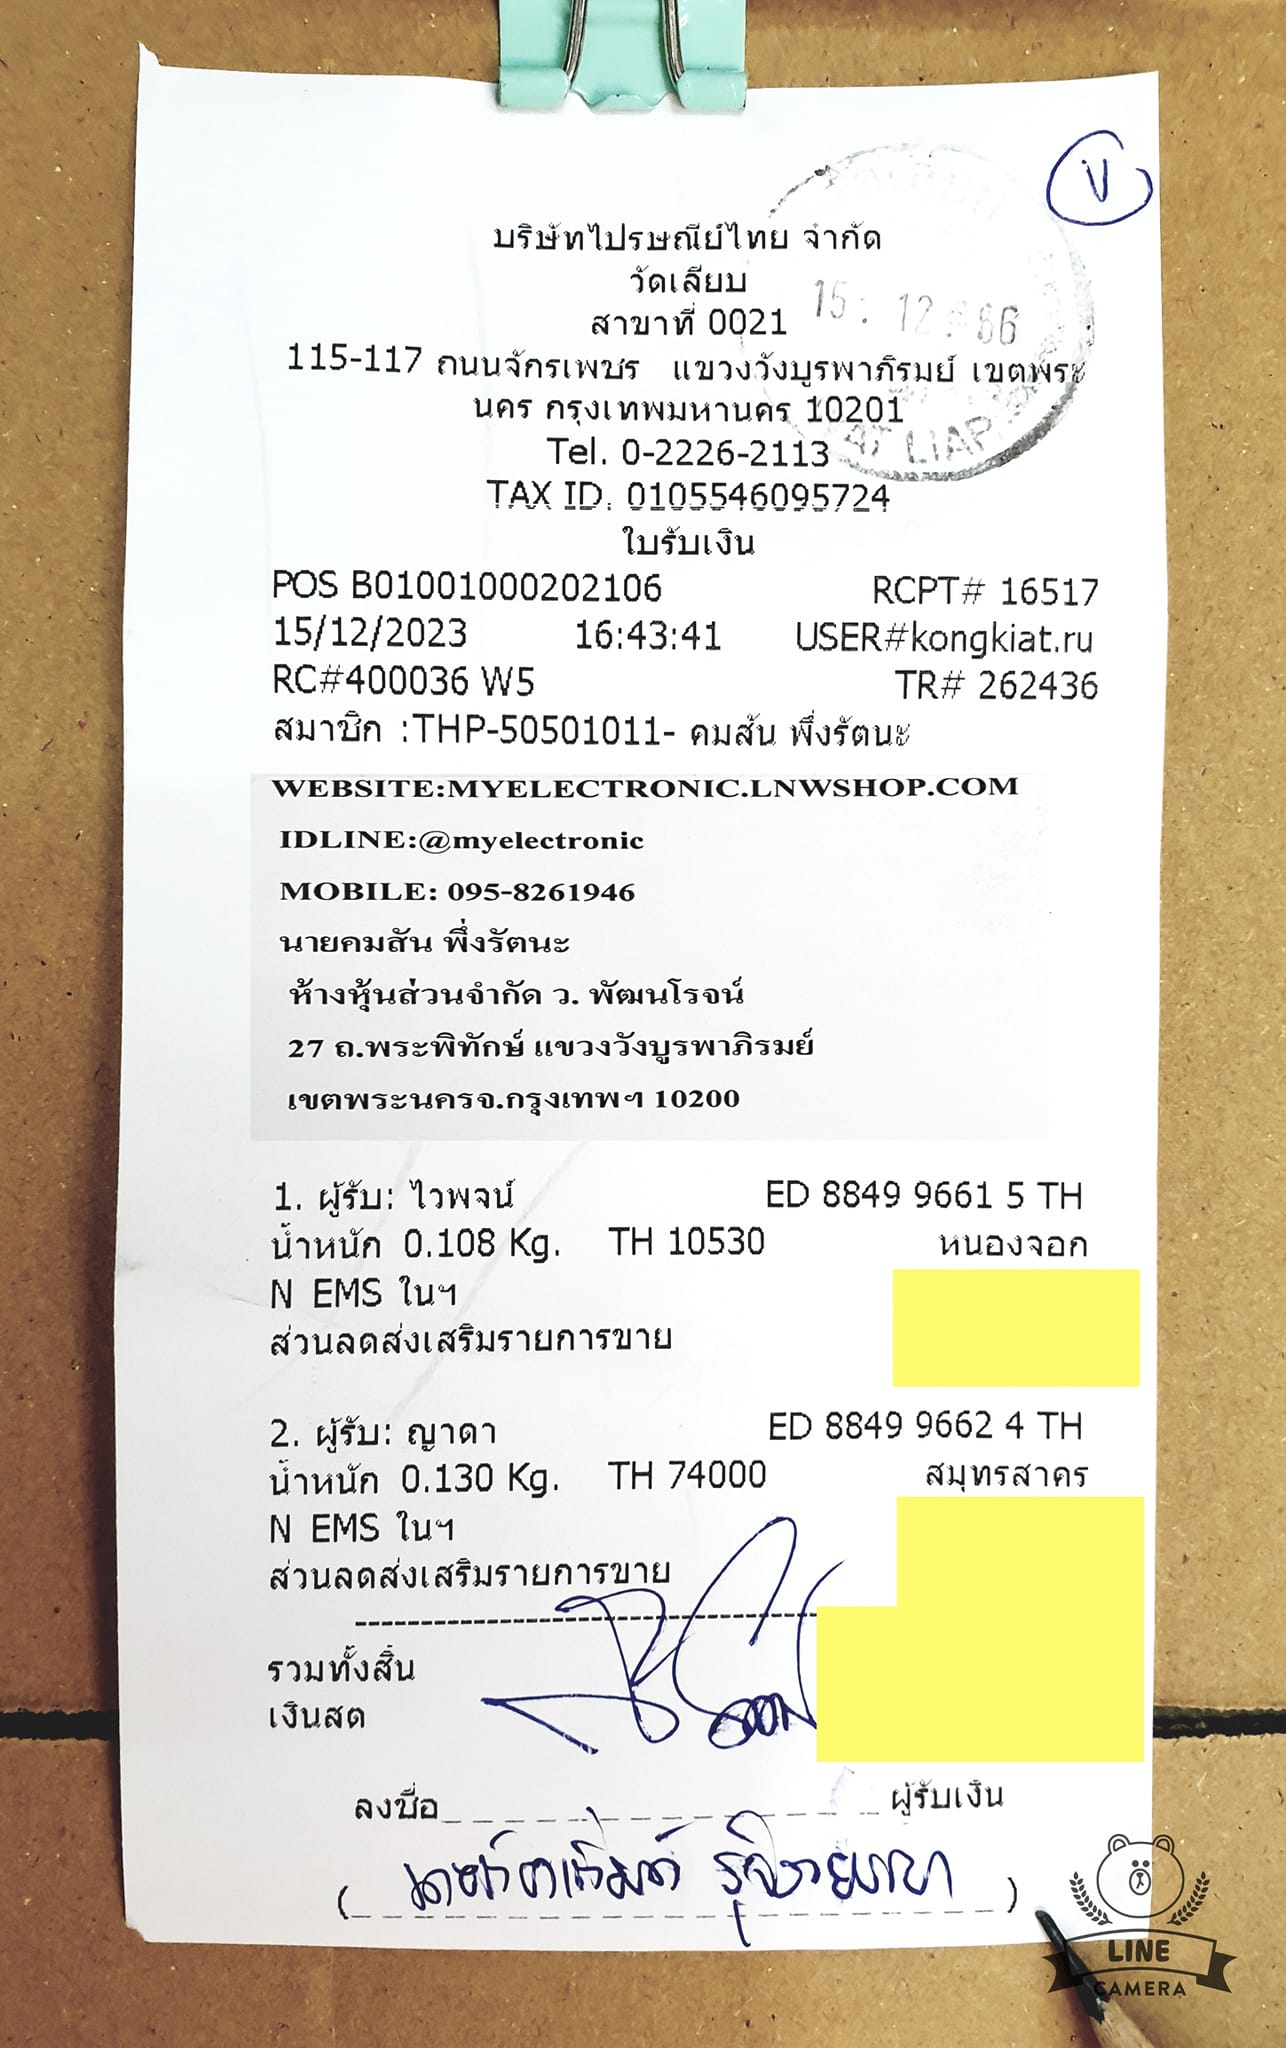 บริษัทไปรษณีย์ไทย จำกัด
วัดเลียบ
สาขาที่ 0021
15. 12. 66
115-117 ถนนจักรเพชร แขวงวังบูรพาภิรมย์ เขตพระ
นคร กรุงเทพมหานคร 10201
Tel. 0-2226-2113
TAX ID. 0105546095724
ใบรับเงิน
POS B01001000202106 RCPT# 16517
15/12/2023 16:43:41 USER#kongkiat.ru
RC#400036 W5 TR# 262436
สมาชิก :THP-50501011- คมสัน พึ่งรัตนะ
WEBSITE:MYELECTRONIC.LNWSHOP.COM
IDLINE:@myelectronic
MOBILE: 095-8261946
นายคมสัน พึ่งรัตนะ
ห้างหุ้นส่วนจำกัด ว. พัฒนโรจน์
27 ถ.พระพิทักษ์ แขวงวังบูรพาภิรมย์
เขตพระนครจ.กรุงเทพฯ 10200
1. ผู้รับ: ไวพจน์ ED 8849 9661 5 TH
น้ำหนัก 0.108 Kg. TH 10530 หนองจอก
N EMS ในฯ
ส่วนลดส่งเสริมรายการขาย
2. ผู้รับ: ญาดา ED 8849 9662 4 TH
น้ำหนัก 0.130 Kg. TH 74000 สมุทรสาคร
N EMS ในฯ
ส่วนลดส่งเสริมรายการขาย
รวมทั้งสิ้น
เงินสด
ลงชื่อ ผู้รับเงิน
LINE
CAMERA